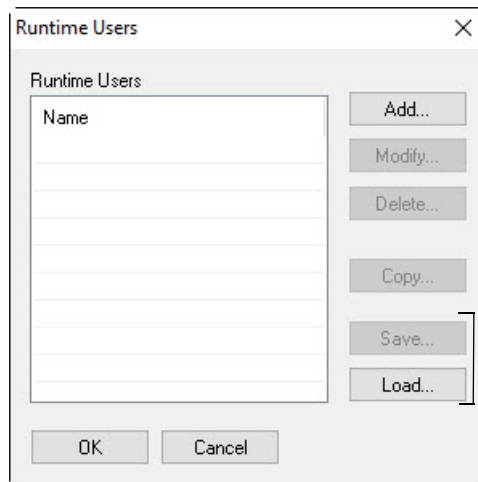 Runtime Users
Runtime Users
Name
Add...
Modify...
Delete...
Copy...
Save...
Load...
OK
Cancel